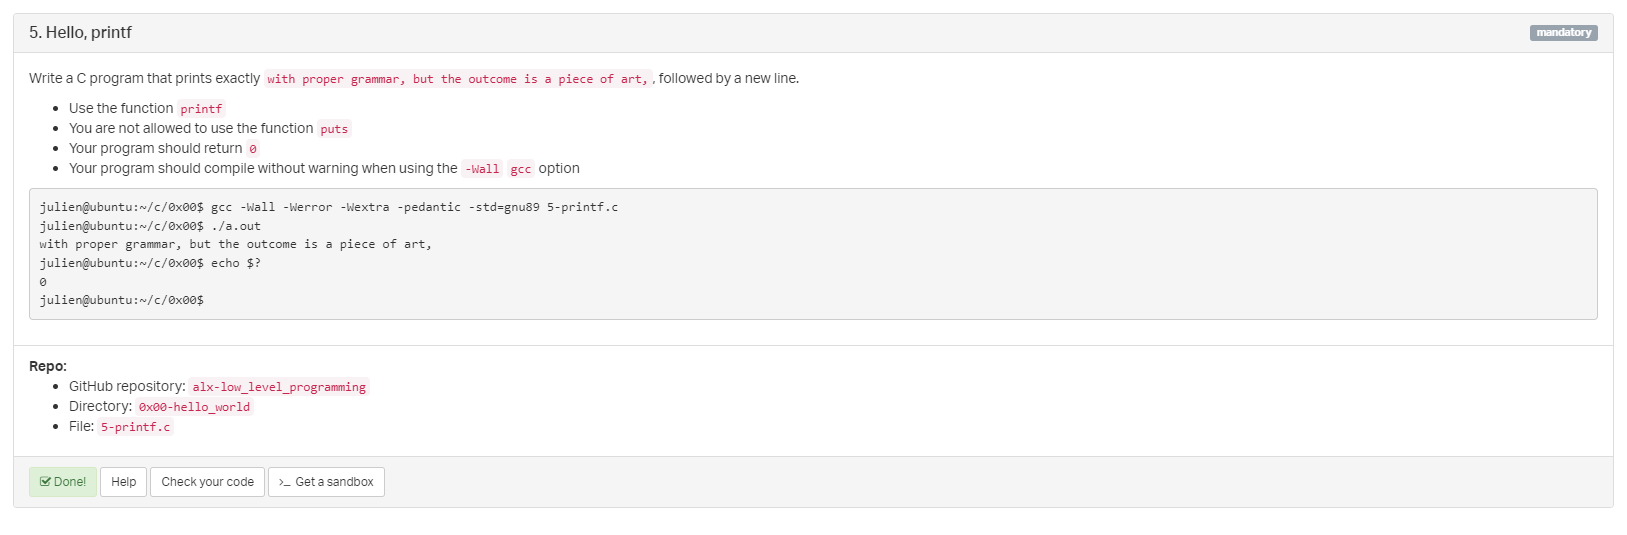 5. Hello, printf
mandatory
Write a C program that prints exactly with proper grammar, but the outcome is a piece of art, , followed by a new line.
• Use the function printf
• You are not allowed to use the function puts
• Your program should return 0
• Your program should compile without warning when using the -Wall gcc option
julien@ubuntu:~/c/0x00$ gcc -Wall -Werror -Wextra -pedantic -std=gnu89 5-printf.c
julien@ubuntu:~/c/0x00$ ./a.out
with proper grammar, but the outcome is a piece of art,
julien@ubuntu:~/c/0x00$ echo $?
0
julien@ubuntu:~/c/0x00$
Repo:
• GitHub repository: alx-low_level_programming
• Directory: 0x00-hello_world
• File: 5-printf.c
Done! Help Check your code >_ Get a sandbox